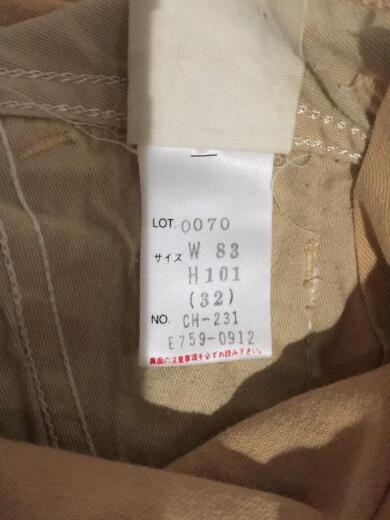 LOT. 0070
サイズ W 83
H 101
(32)
NO. CH-231
E759-0912
裏面の注意事項を必ずお読み下さい。